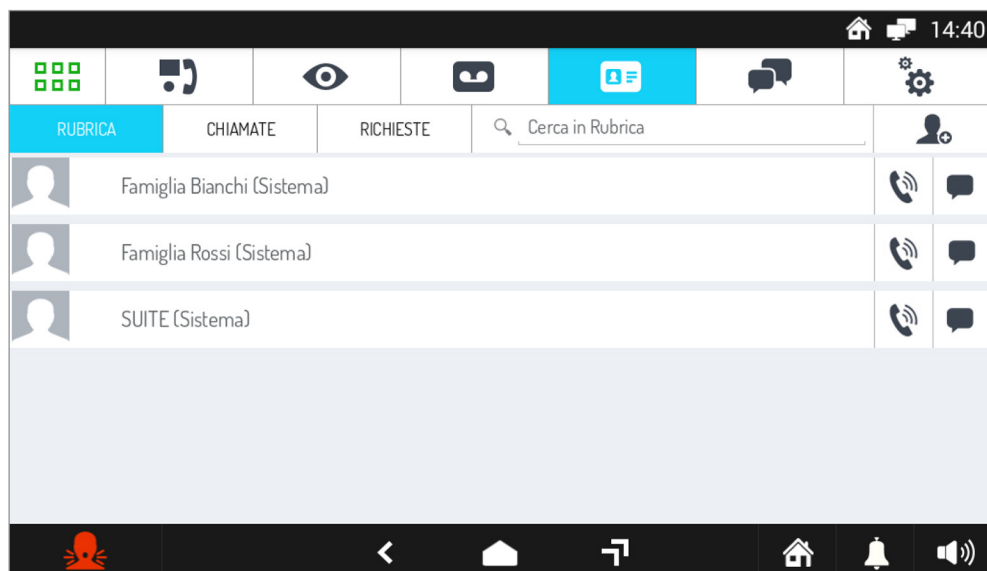 14:40
RUBRICA CHIAMATE RICHIESTE Cerca in Rubrica
Famiglia Bianchi (Sistema)
Famiglia Rossi (Sistema)
SUITE (Sistema)